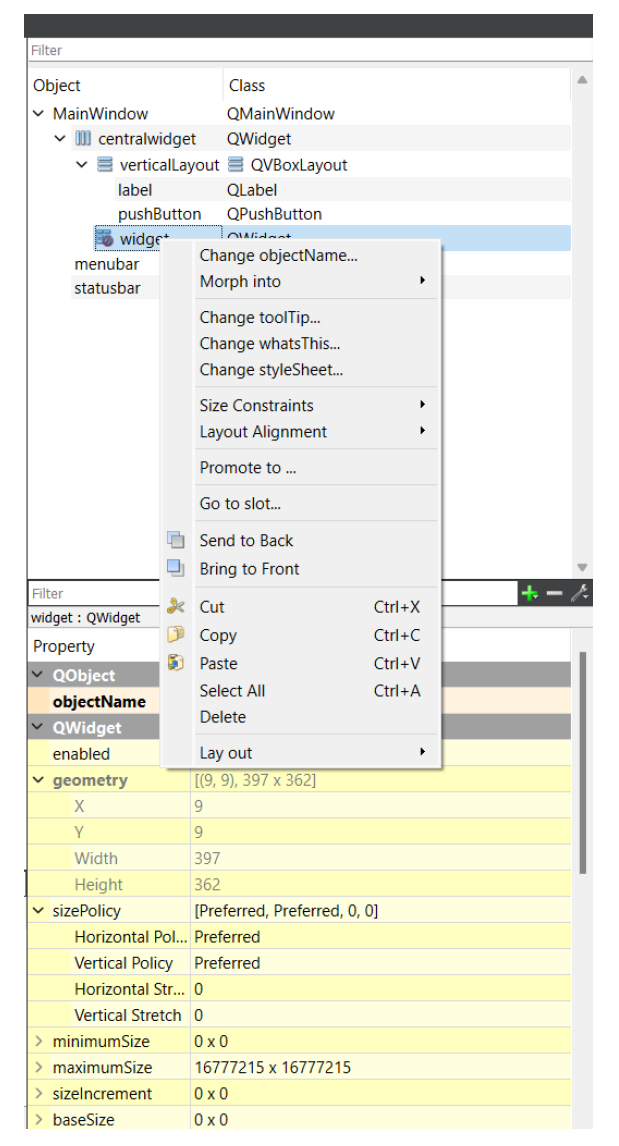 Filter
Object Class
MainWindow QMainWindow
centralwidget QWidget
verticalLayout QVBoxLayout
label QLabel
pushButton QPushButton
widget QWidget
menubar
statusbar
Change objectName...
Morph into
Change toolTip...
Change whatsThis...
Change styleSheet...
Size Constraints
Layout Alignment
Promote to ...
Go to slot...
Send to Back
Bring to Front
Cut Ctrl+X
Copy Ctrl+C
Paste Ctrl+V
Select All Ctrl+A
Delete
Lay out
Filter
widget : QWidget
Property
QObject
objectName
QWidget
enabled
geometry [(9, 9), 397 x 362]
X 9
Y 9
Width 397
Height 362
sizePolicy [Preferred, Preferred, 0, 0]
Horizontal Pol... Preferred
Vertical Policy Preferred
Horizontal Str... 0
Vertical Stretch 0
minimumSize 0 x 0
maximumSize 16777215 x 16777215
sizeIncrement 0 x 0
baseSize 0 x 0